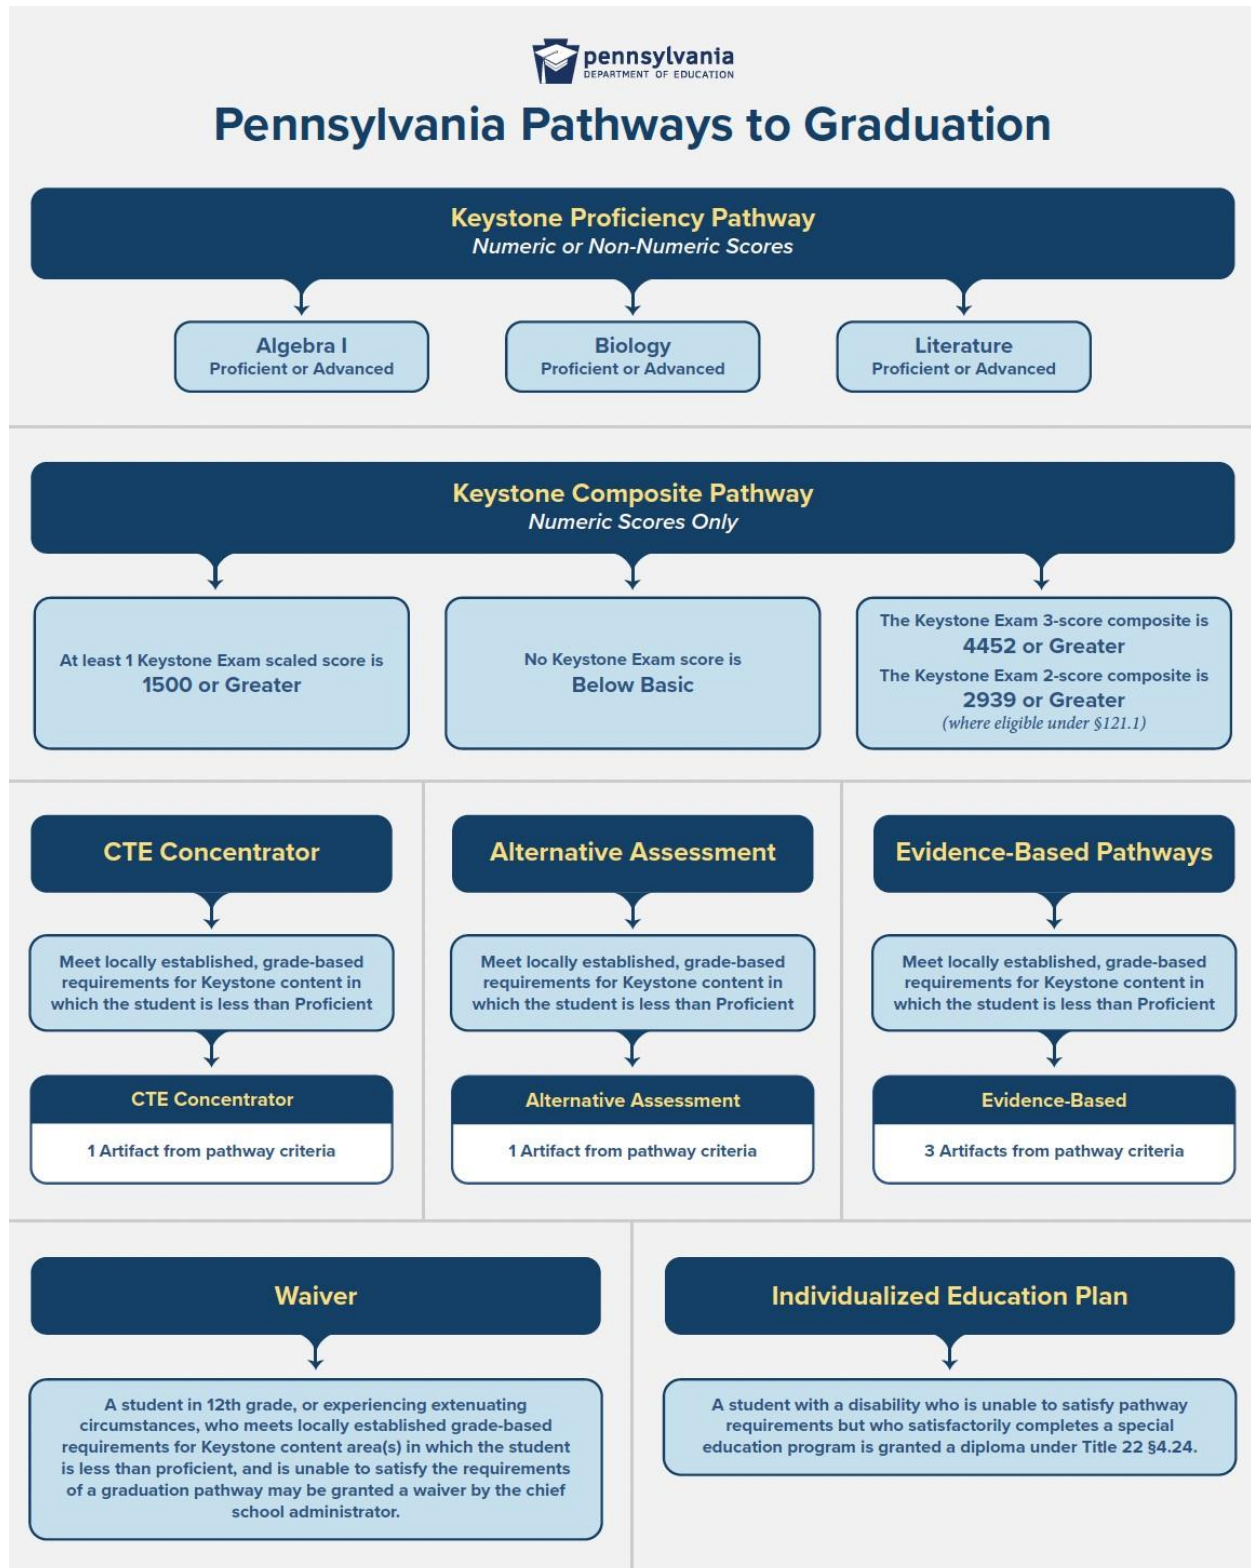 pennsylvania
DEPARTMENT OF EDUCATION
Pennsylvania Pathways to Graduation
Keystone Proficiency Pathway
Numeric or Non-Numeric Scores
Algebra I
Proficient or Advanced
Biology
Proficient or Advanced
Literature
Proficient or Advanced
Keystone Composite Pathway
Numeric Scores Only
At least 1 Keystone Exam scaled score is
1500 or Greater
No Keystone Exam score is
Below Basic
The Keystone Exam 3-score composite is
4452 or Greater
The Keystone Exam 2-score composite is
2939 or Greater
(where eligible under §121.1)
CTE Concentrator
Meet locally established, grade-based
requirements for Keystone content in
which the student is less than Proficient
CTE Concentrator
1 Artifact from pathway criteria
Alternative Assessment
Meet locally established, grade-based
requirements for Keystone content in
which the student is less than Proficient
Alternative Assessment
1 Artifact from pathway criteria
Evidence-Based Pathways
Meet locally established, grade-based
requirements for Keystone content in
which the student is less than Proficient
Evidence-Based
3 Artifacts from pathway criteria
Waiver
A student in 12th grade, or experiencing extenuating
circumstances, who meets locally established grade-based
requirements for Keystone content area(s) in which the student
is less than proficient, and is unable to satisfy the requirements
of a graduation pathway may be granted a waiver by the chief
school administrator.
Individualized Education Plan
A student with a disability who is unable to satisfy pathway
requirements but who satisfactorily completes a special
education program is granted a diploma under Title 22 §4.24.